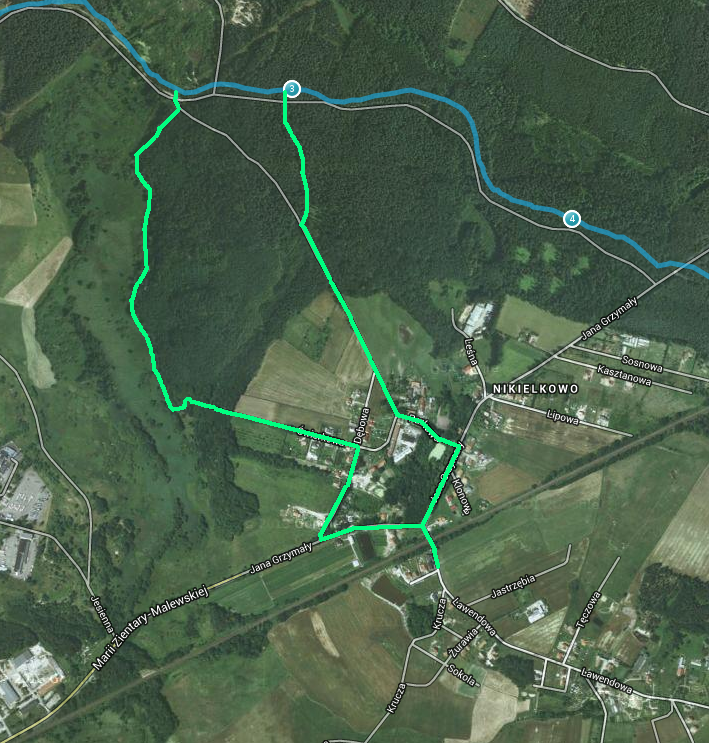 3
4
Jana Grzymały
Leśna
Sosnowa
Kasztanowa
NIKIELKOWO
Lipowa
Dębowa
Klonowa
Jana Grzymały
Jesienna
Marii Zientary-Malewskiej
Jastrzębia
Tęczowa
Krucza
Lawendowa
Żurawia
Sokola
Lawendowa
Krucza